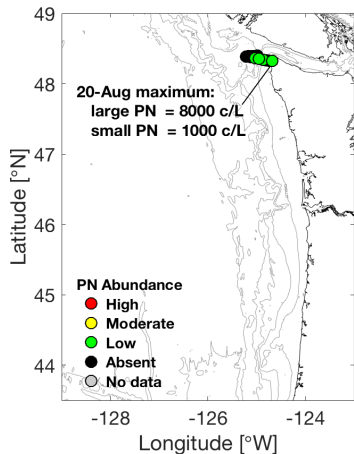 49
48
47
46
45
44
20-Aug maximum:
large PN = 8000 c/L
small PN = 1000 c/L
Latitude [°N]
PN Abundance
High
Moderate
Low
Absent
No data
-128
-126
-124
-122
Longitude [°W]